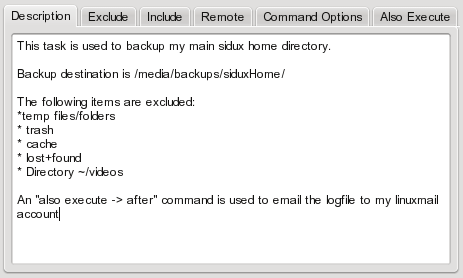 Description Exclude Include Remote Command Options Also Execute
This task is used to backup my main sidux home directory.
Backup destination is /media/backups/siduxHome/
The following items are excluded:
*temp files/folders
* trash
* cache
* lost+found
* Directory ~/videos
An "also execute -> after" command is used to email the logfile to my linuxmail
account